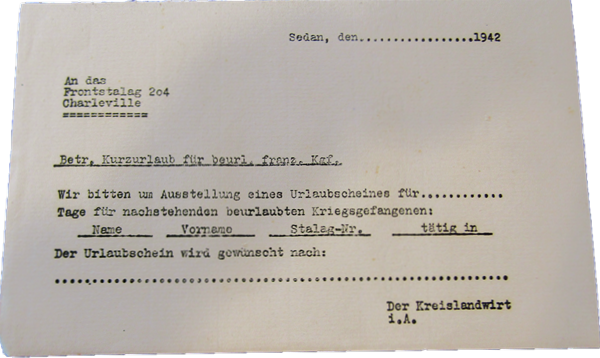 Sedan, den.................1942
An das
Frontstalag 204
Charleville
============
Betr. Kurzurlaub für beurl. franz. Kgf.
Wir bitten um Ausstellung eines Urlaubscheines für............
Tage für nachstehenden beurlaubten Kriegsgefangenen:
Name Vorname Stalag-Nr. tätig in
Der Urlaubschein wird gewünscht nach:
................................................................
Der Kreislandwirt
i.A.